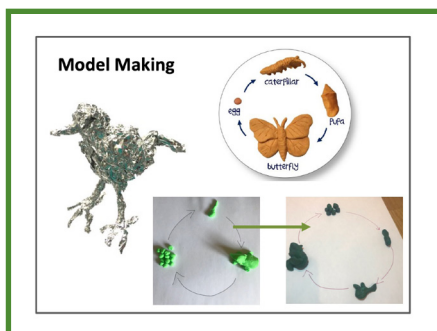 Model Making
caterpillar
egg
pupa
butterfly